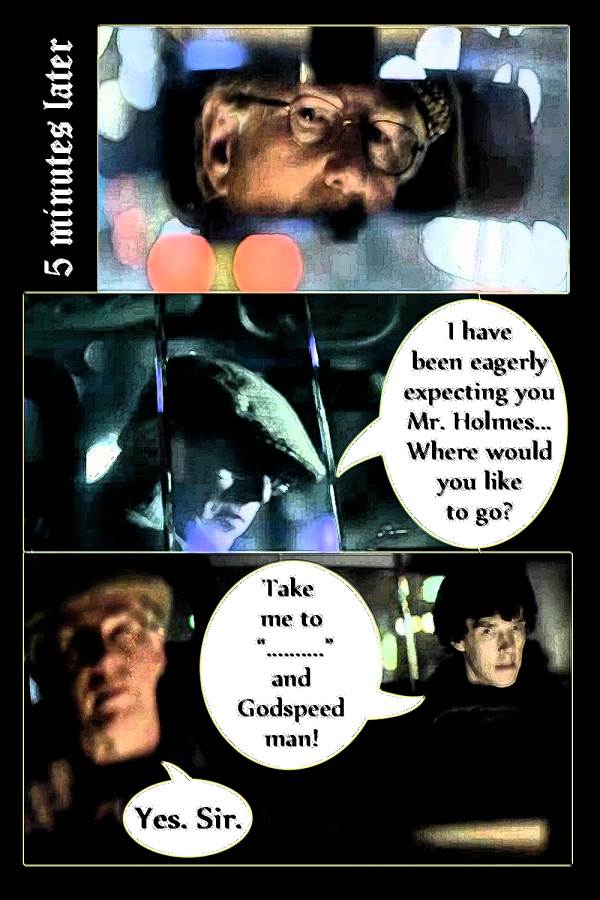 5 minutes later
I have
been eagerly
expecting you
Mr. Holmes...
Where would
you like
to go?
Take
me to
“..........”
and
Godspeed
man!
Yes. Sir.